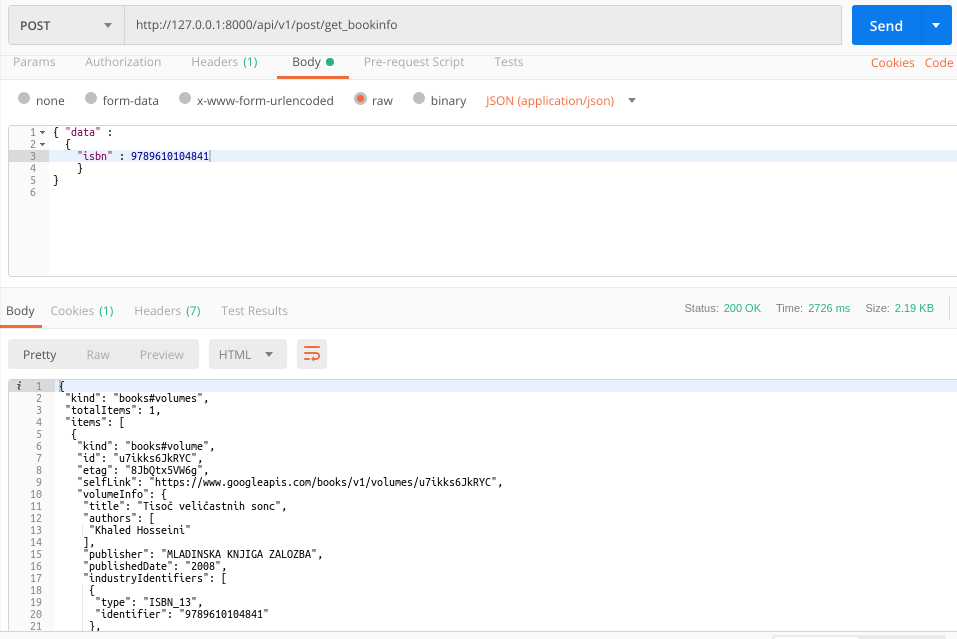 POST http://127.0.0.1:8000/api/v1/post/get_bookinfo Send
Params Authorization Headers (1) Body Pre-request Script Tests Cookies Code
none form-data x-www-form-urlencoded raw binary JSON (application/json)
1 { "data" :
2 {
3 "isbn" : 9789610104841
4 }
5 }
6
Body Cookies (1) Headers (7) Test Results Status: 200 OK Time: 2726 ms Size: 2.19 KB
Pretty Raw Preview HTML
i 1 {
2 "kind": "books#volumes",
3 "totalItems": 1,
4 "items": [
5 {
6 "kind": "books#volume",
7 "id": "u7ikks6JkRYC",
8 "etag": "8JbQtx5VW6g",
9 "selfLink": "https://www.googleapis.com/books/v1/volumes/u7ikks6JkRYC",
10 "volumeInfo": {
11 "title": "Tisoč veličastnih sonc",
12 "authors": [
13 "Khaled Hosseini"
14 ],
15 "publisher": "MLADINSKA KNJIGA ZALOZBA",
16 "publishedDate": "2008",
17 "industryIdentifiers": [
18 {
19 "type": "ISBN_13",
20 "identifier": "9789610104841"
21 },